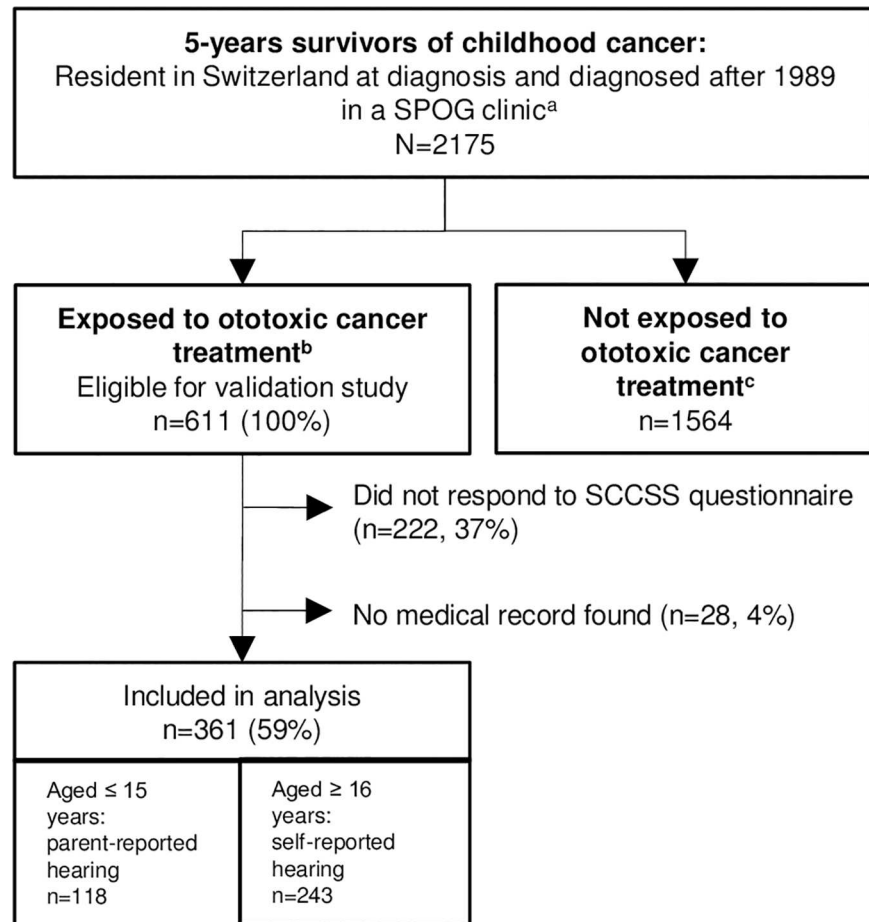 5-years survivors of childhood cancer:
Resident in Switzerland at diagnosis and diagnosed after 1989
in a SPOG clinicᵃ
N=2175
Exposed to ototoxic cancer
treatmentᵇ
Eligible for validation study
n=611 (100%)
Not exposed to
ototoxic cancer
treatmentᶜ
n=1564
Did not respond to SCCSS questionnaire
(n=222, 37%)
No medical record found (n=28, 4%)
Included in analysis
n=361 (59%)
Aged ≤ 15
years:
parent-reported
hearing
n=118
Aged ≥ 16
years:
self-reported
hearing
n=243